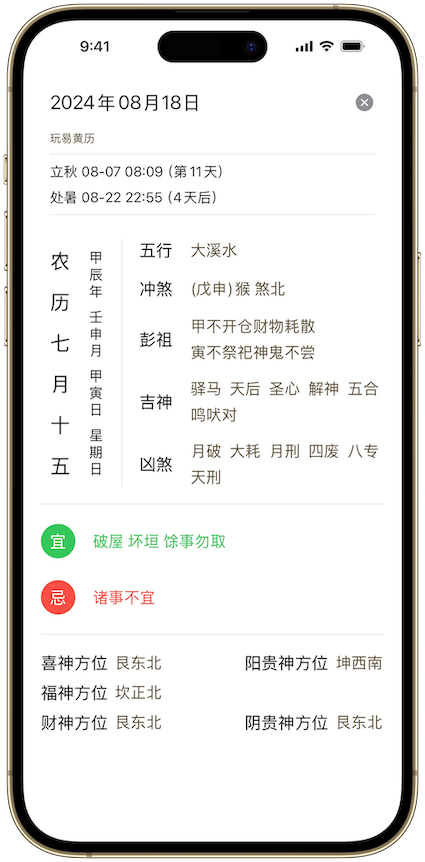 9:41
2024年08月18日
玩易黄历
立秋 08-07 08:09 (第11天)
处暑 08-22 22:55 (4天后)
农历七月十五
甲辰年 壬申月 甲寅日 星期日
五行 大溪水
冲煞 (戊申)猴 煞北
彭祖 甲不开仓财物耗散
寅不祭祀神鬼不尝
吉神 驿马 天后 圣心 解神 五合
鸣吠对
凶煞 月破 大耗 月刑 四废 八专
天刑
宜 破屋 坏垣 馀事勿取
忌 诸事不宜
喜神方位 艮东北 阳贵神方位 坤西南
福神方位 坎正北
财神方位 艮东北 阴贵神方位 艮东北